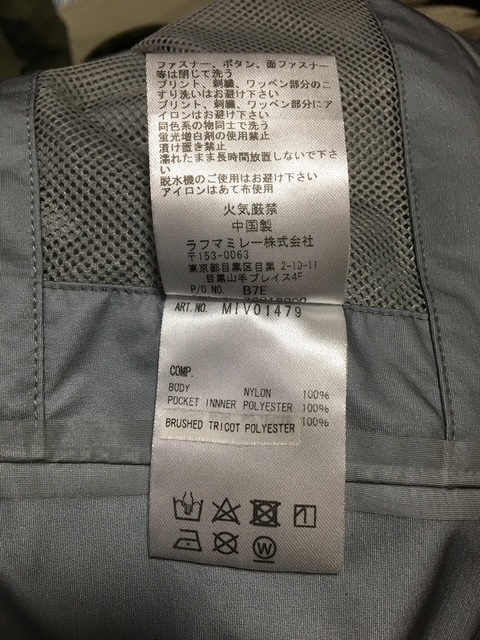 ファスナー、ボタン、面ファスナー
等は閉じて洗う
プリント、刺繍、ワッペン部分のこ
すり洗いはお避け下さい
プリント、刺繍、ワッペン部分にア
イロンはお避け下さい
同色系の物同士で洗う
蛍光増白剤の使用禁止
漬け置き禁止
濡れたまま長時間放置しないで下さ
い
脱水機のご使用はお避け下さい
アイロンはあて布使用
火気厳禁
中国製
ラフマミレー株式会社
〒153-0063
東京都目黒区目黒 2-10-11
目黒山手プレイス4F
P/O NO. B7E
ART.NO. MIV01479
COMP.
BODY NYLON 100%
POCKET INNNER POLYESTER 100%
BRUSHED TRICOT POLYESTER 100%
W